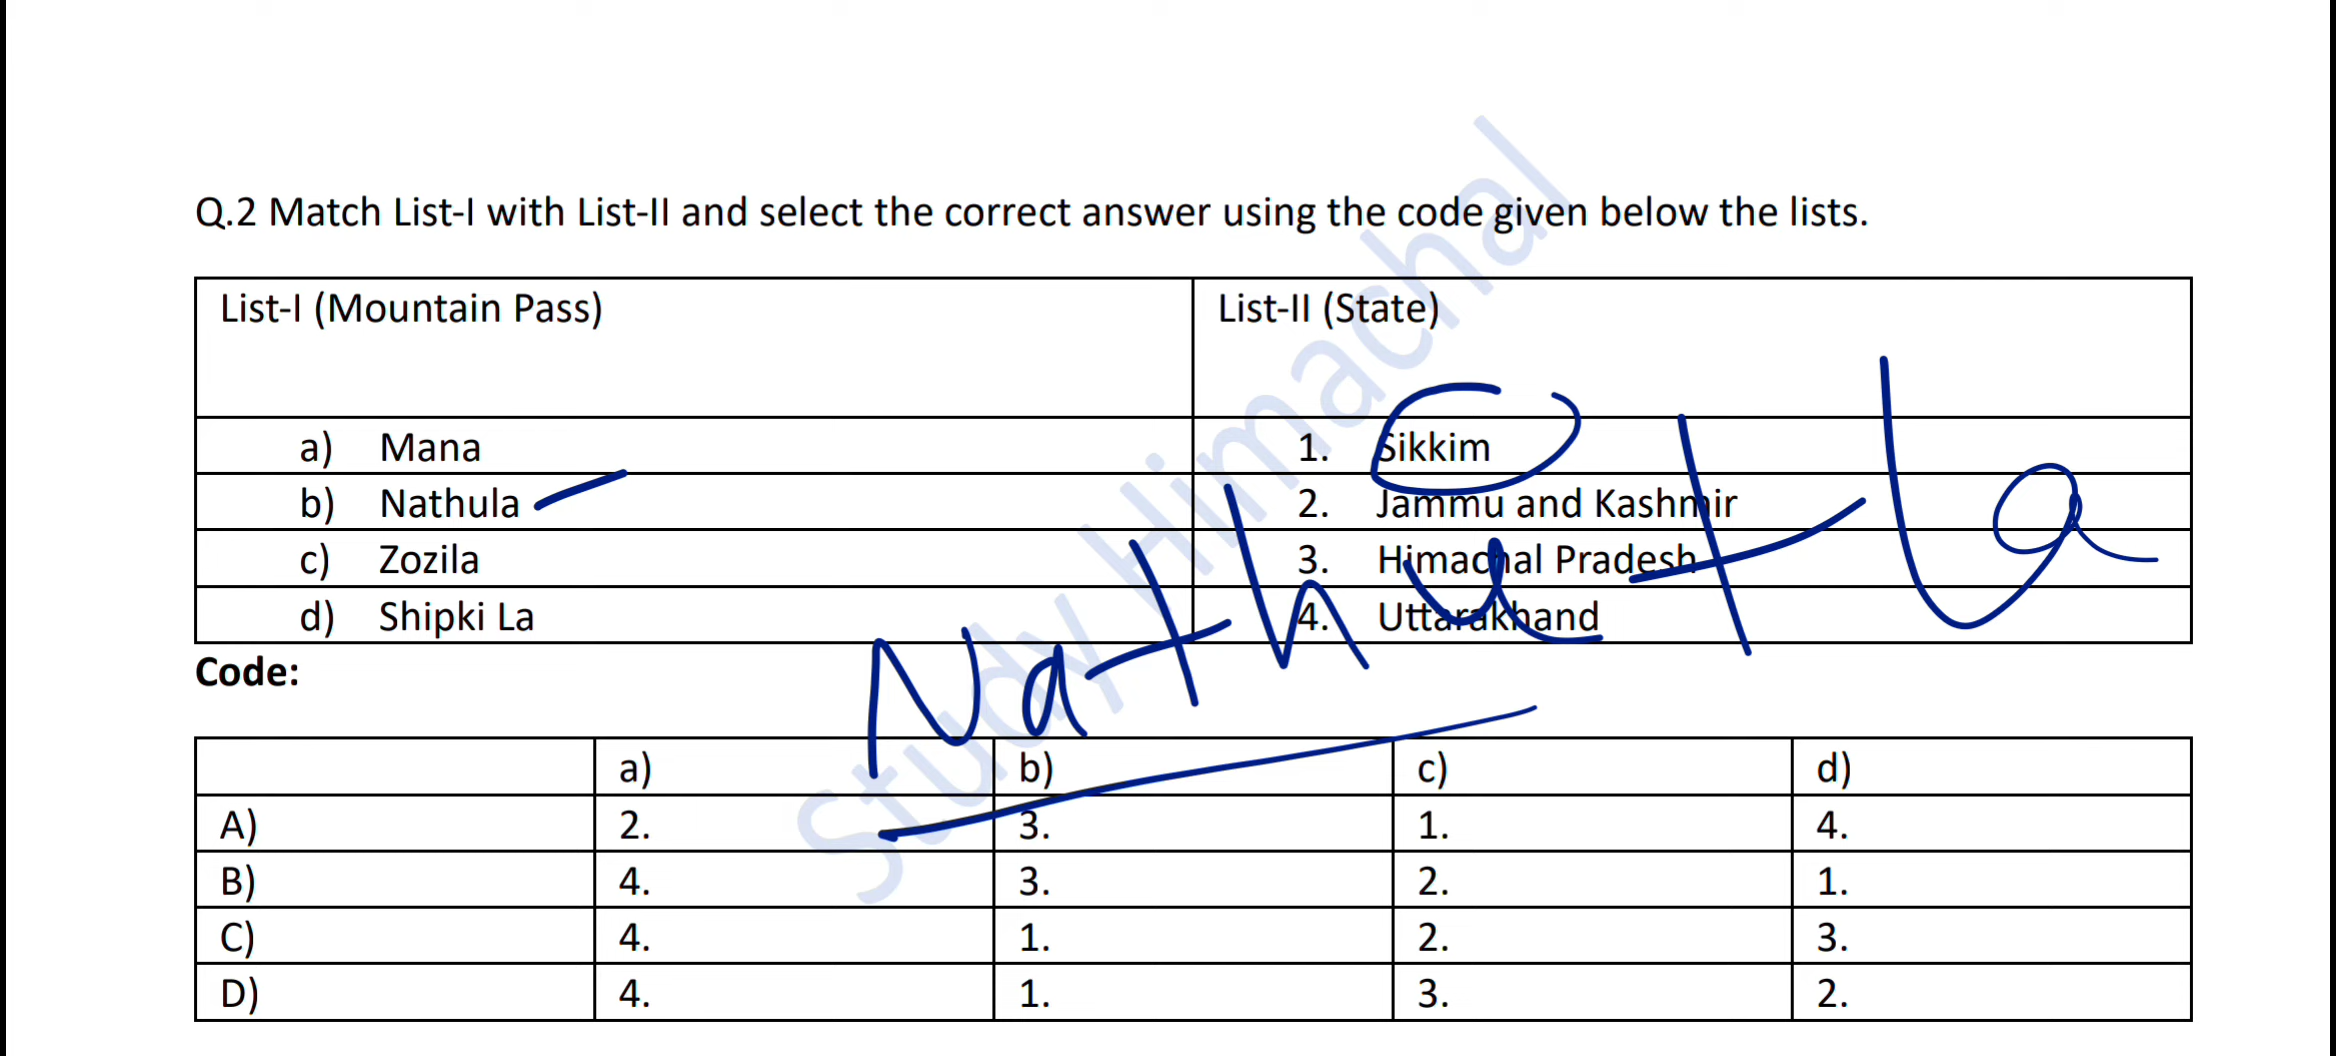 Q.2 Match List-I with List-II and select the correct answer using the code given below the lists.
List-I (Mountain Pass) List-II (State)
a) Mana 1. Sikkim
b) Nathula 2. Jammu and Kashmir
c) Zozila 3. Himachal Pradesh
d) Shipki La 4. Uttarakhand
Nathu + la
Code:
a) b) c) d)
A) 2. 3. 1. 4.
B) 4. 3. 2. 1.
C) 4. 1. 2. 3.
D) 4. 1. 3. 2.
Study Himachal